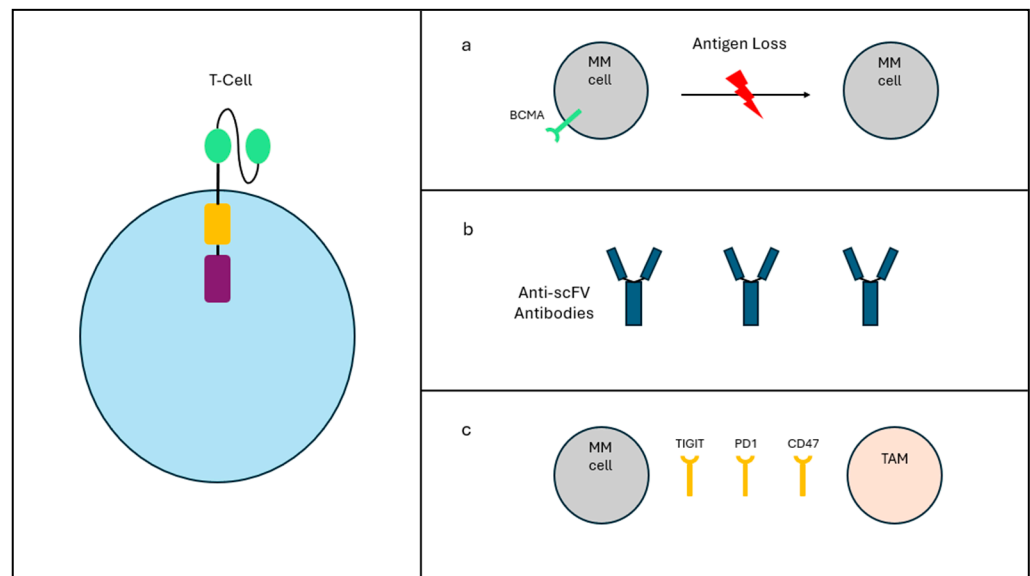 T-Cell
a
MM
cell
BCMA
Antigen Loss
MM
cell
b
Anti-scFV
Antibodies
c
MM
cell
TIGIT
PD1
CD47
TAM